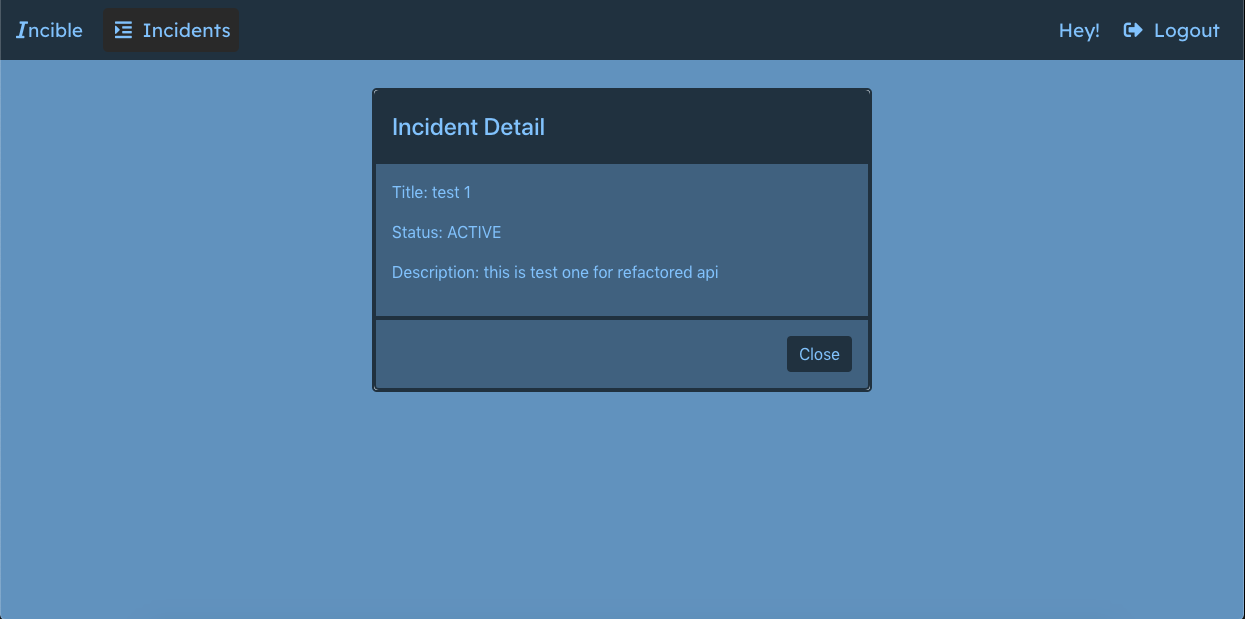 Incible
Incidents
Hey!
Logout
Incident Detail
Title: test 1
Status: ACTIVE
Description: this is test one for refactored api
Close